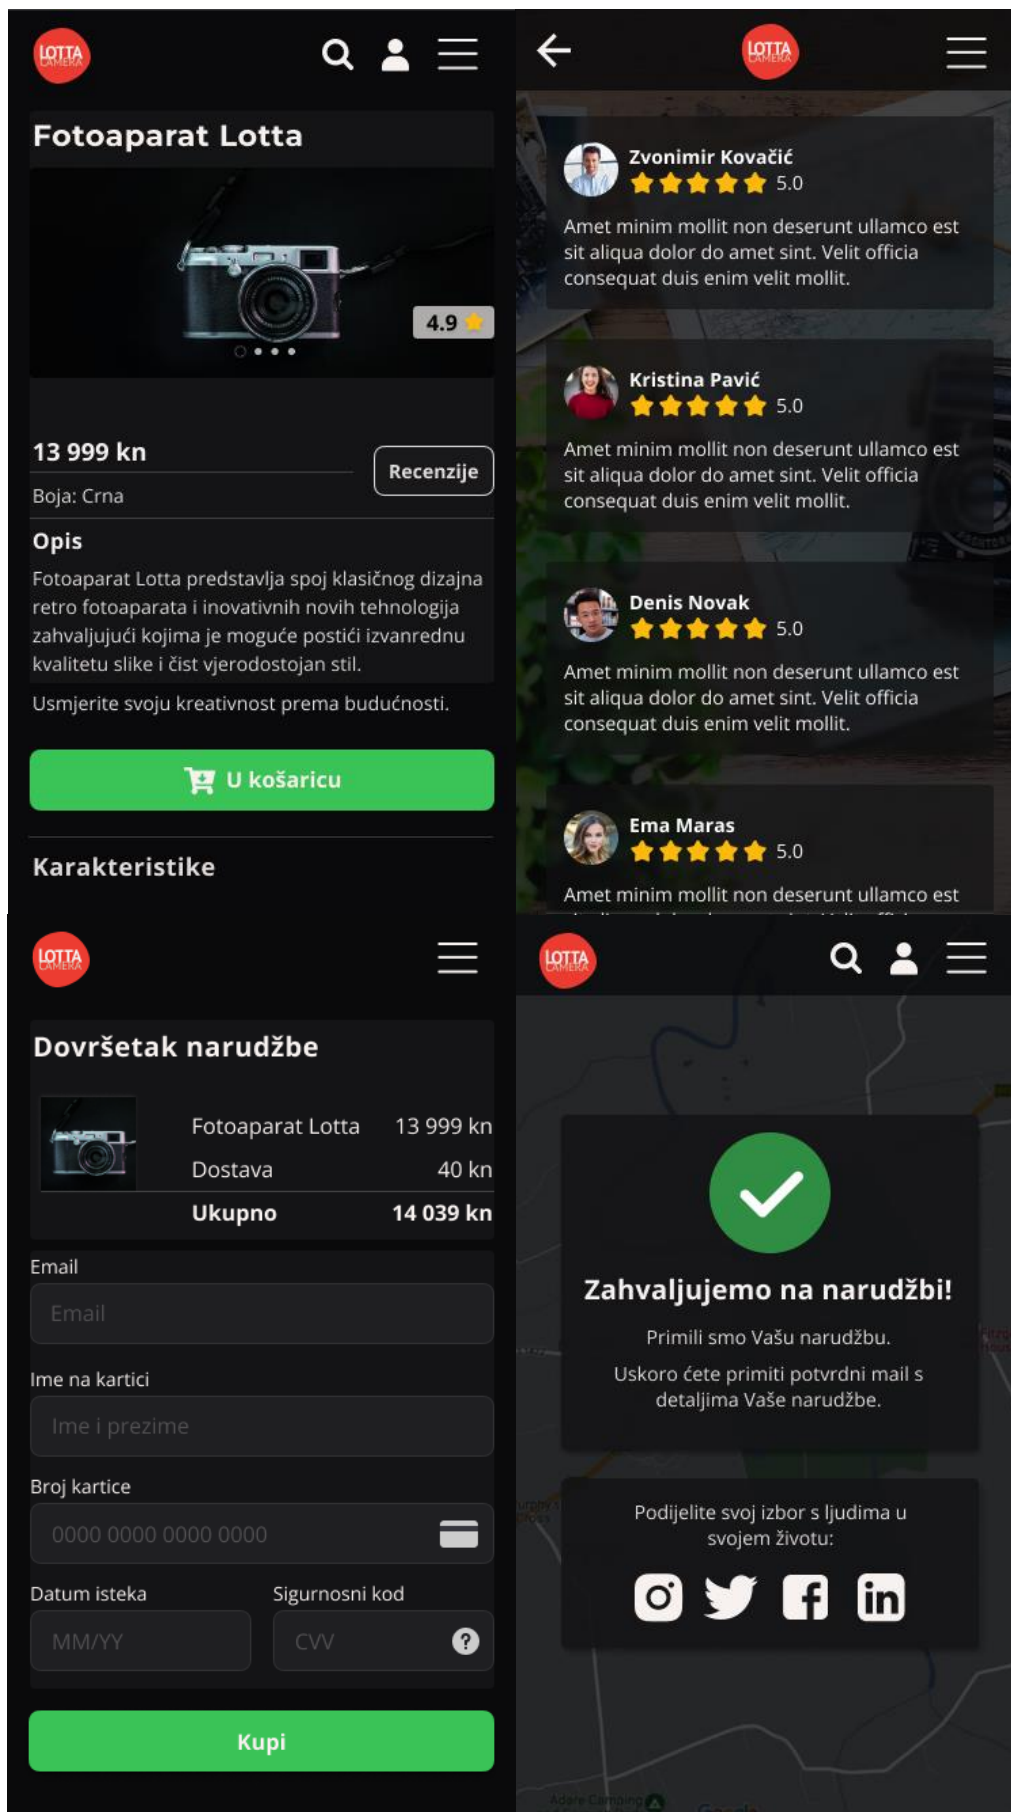 LOTTA
CAMERA
Fotoaparat Lotta
4.9
13 999 kn
Recenzije
Boja: Crna
Opis
Fotoaparat Lotta predstavlja spoj klasičnog dizajna
retro fotoaparata i inovativnih novih tehnologija
zahvaljujući kojima je moguće postići izvanrednu
kvalitetu slike i čist vjerodostojan stil.
Usmjerite svoju kreativnost prema budućnosti.
U košaricu
Karakteristike
LOTTA
CAMERA
Zvonimir Kovačić
5.0
Amet minim mollit non deserunt ullamco est
sit aliqua dolor do amet sint. Velit officia
consequat duis enim velit mollit.
Kristina Pavić
5.0
Amet minim mollit non deserunt ullamco est
sit aliqua dolor do amet sint. Velit officia
consequat duis enim velit mollit.
Denis Novak
5.0
Amet minim mollit non deserunt ullamco est
sit aliqua dolor do amet sint. Velit officia
consequat duis enim velit mollit.
Ema Maras
5.0
Amet minim mollit non deserunt ullamco est
LOTTA
CAMERA
Dovršetak narudžbe
Fotoaparat Lotta 13 999 kn
Dostava 40 kn
Ukupno 14 039 kn
Email
Email
Ime na kartici
Ime i prezime
Broj kartice
0000 0000 0000 0000
Datum isteka Sigurnosni kod
MM/YY CVV ?
Kupi
LOTTA
CAMERA
Zahvaljujemo na narudžbi!
Primili smo Vašu narudžbu.
Uskoro ćete primiti potvrdni mail s
detaljima Vaše narudžbe.
Podijelite svoj izbor s ljudima u
svojem životu:
in
Adare Camping
Google